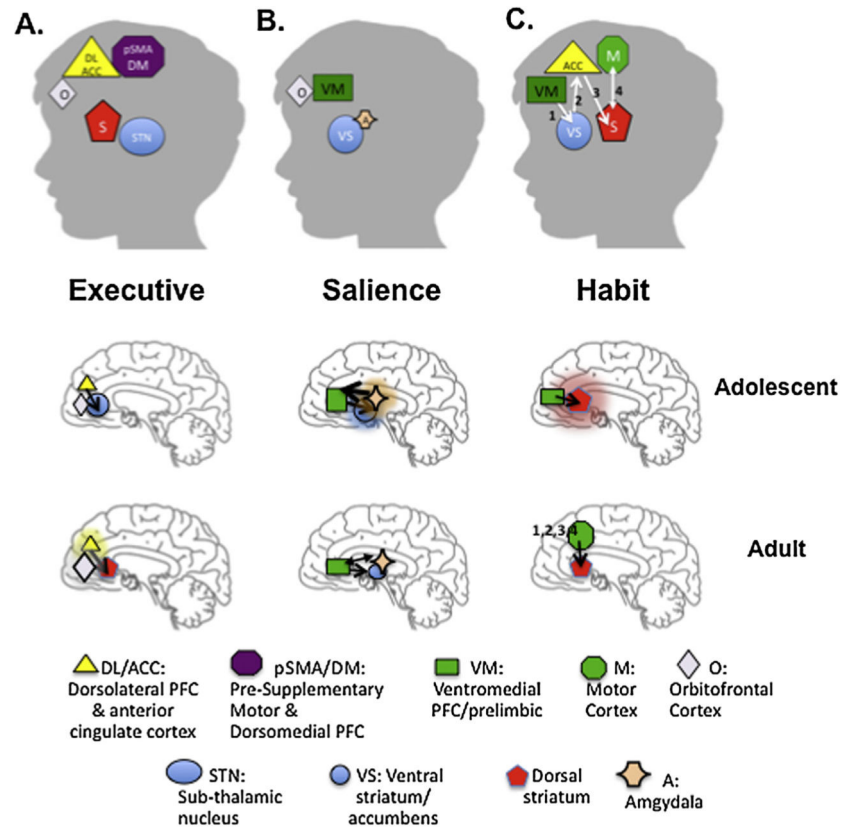 A.
B.
C.
DL
ACC
pSMA
DM
O
S
STN
O
VM
VS
A
ACC
M
VM
1
2
3
4
VS
S
Executive
Salience
Habit
Adolescent
1,2,3,4
Adult
DL/ACC:
Dorsolateral PFC
& anterior
cingulate cortex
pSMA/DM:
Pre-Supplementary
Motor &
Dorsomedial PFC
VM:
Ventromedial
PFC/prelimbic
M:
Motor
Cortex
O:
Orbitofrontal
Cortex
STN:
Sub-thalamic
nucleus
VS: Ventral
striatum/
accumbens
Dorsal
striatum
A:
Amgydala